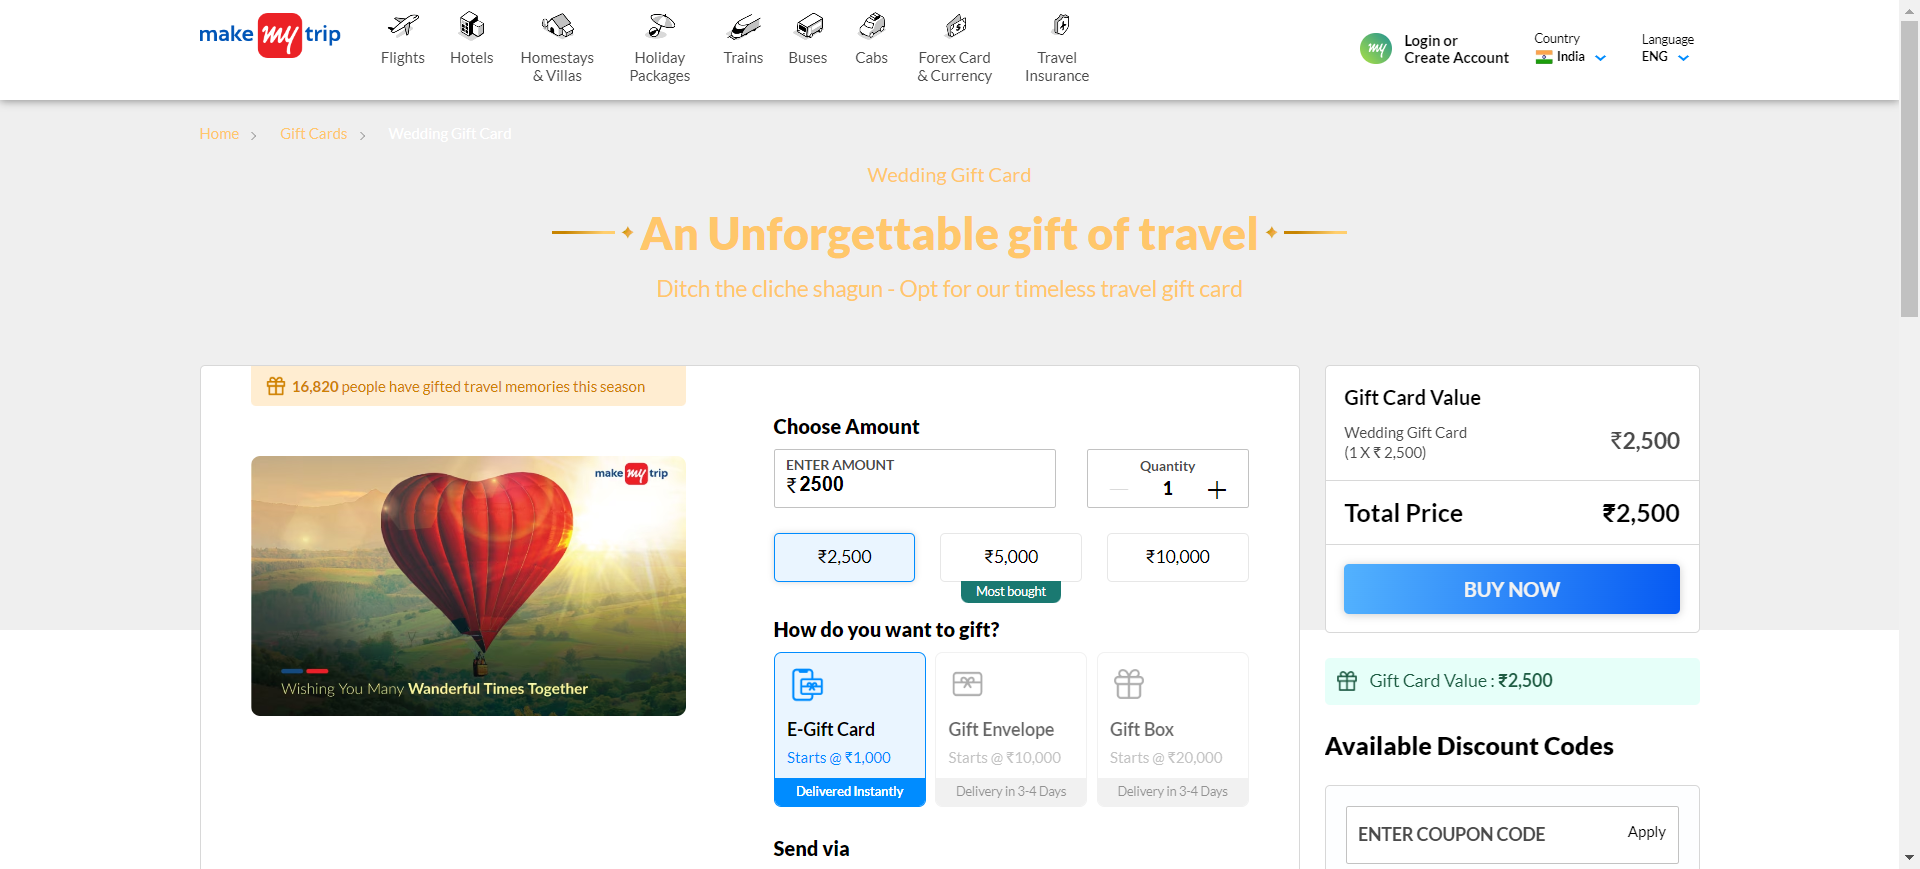 make my trip
Flights
Hotels
Homestays
& Villas
Holiday
Packages
Trains
Buses
Cabs
Forex Card
& Currency
Travel
Insurance
my
Login or
Create Account
Country
India
Language
ENG
Home
Gift Cards
Wedding Gift Card
Wedding Gift Card
An Unforgettable gift of travel
Ditch the cliche shagun - Opt for our timeless travel gift card
16,820 people have gifted travel memories this season
make my trip
Wishing You Many Wanderful Times Together
Choose Amount
ENTER AMOUNT
₹ 2500
Quantity
1
₹2,500
₹5,000
₹10,000
Most bought
How do you want to gift?
E-Gift Card
Starts @ ₹1,000
Delivered Instantly
Gift Envelope
Starts @ ₹10,000
Delivery in 3-4 Days
Gift Box
Starts @ ₹20,000
Delivery in 3-4 Days
Send via
Gift Card Value
Wedding Gift Card
(1 X ₹ 2,500)
₹2,500
Total Price
₹2,500
BUY NOW
Gift Card Value : ₹2,500
Available Discount Codes
ENTER COUPON CODE
Apply